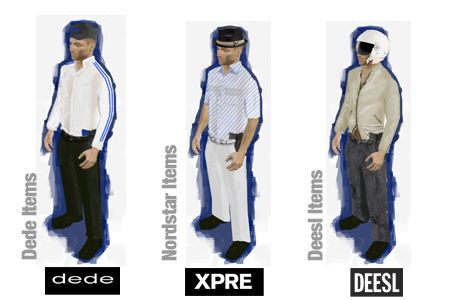 Dede Items
dede
Nordstar Items
XPRE
Deesl Items
DEESL